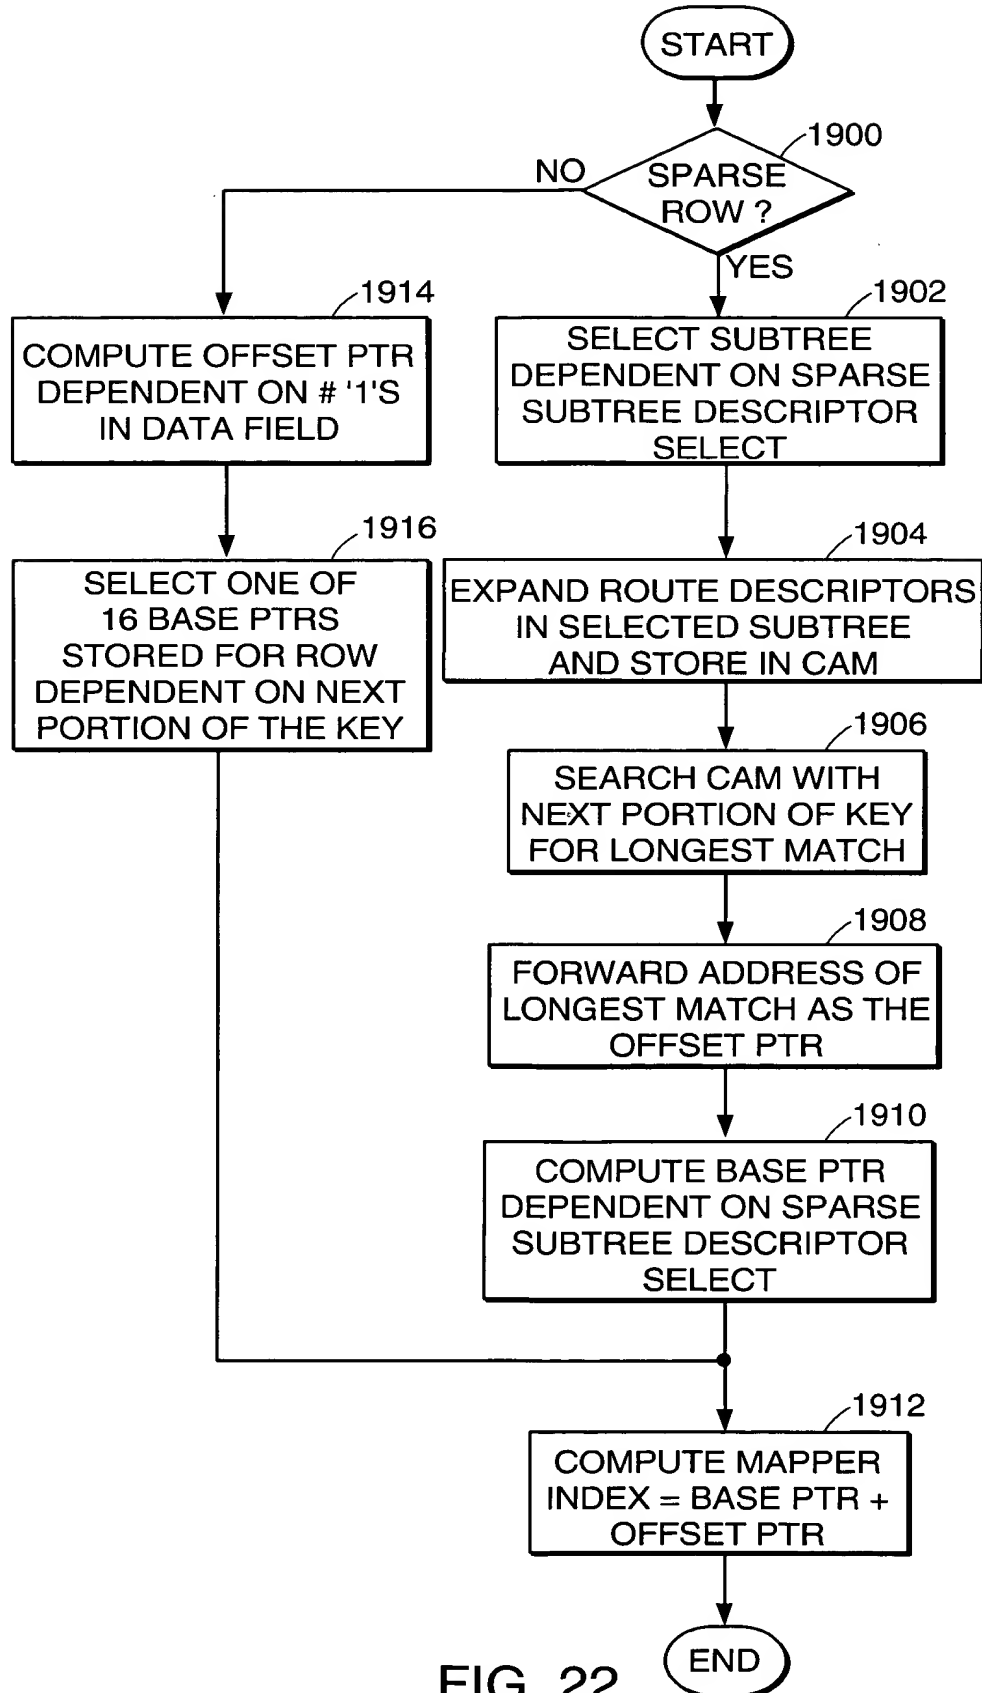 START
1900
SPARSE
ROW ?
NO
YES
1914
COMPUTE OFFSET PTR
DEPENDENT ON # '1'S
IN DATA FIELD
1902
SELECT SUBTREE
DEPENDENT ON SPARSE
SUBTREE DESCRIPTOR
SELECT
1916
SELECT ONE OF
16 BASE PTRS
STORED FOR ROW
DEPENDENT ON NEXT
PORTION OF THE KEY
1904
EXPAND ROUTE DESCRIPTORS
IN SELECTED SUBTREE
AND STORE IN CAM
1906
SEARCH CAM WITH
NEXT PORTION OF KEY
FOR LONGEST MATCH
1908
FORWARD ADDRESS OF
LONGEST MATCH AS THE
OFFSET PTR
1910
COMPUTE BASE PTR
DEPENDENT ON SPARSE
SUBTREE DESCRIPTOR
SELECT
1912
COMPUTE MAPPER
INDEX = BASE PTR +
OFFSET PTR
END
FIG. 22